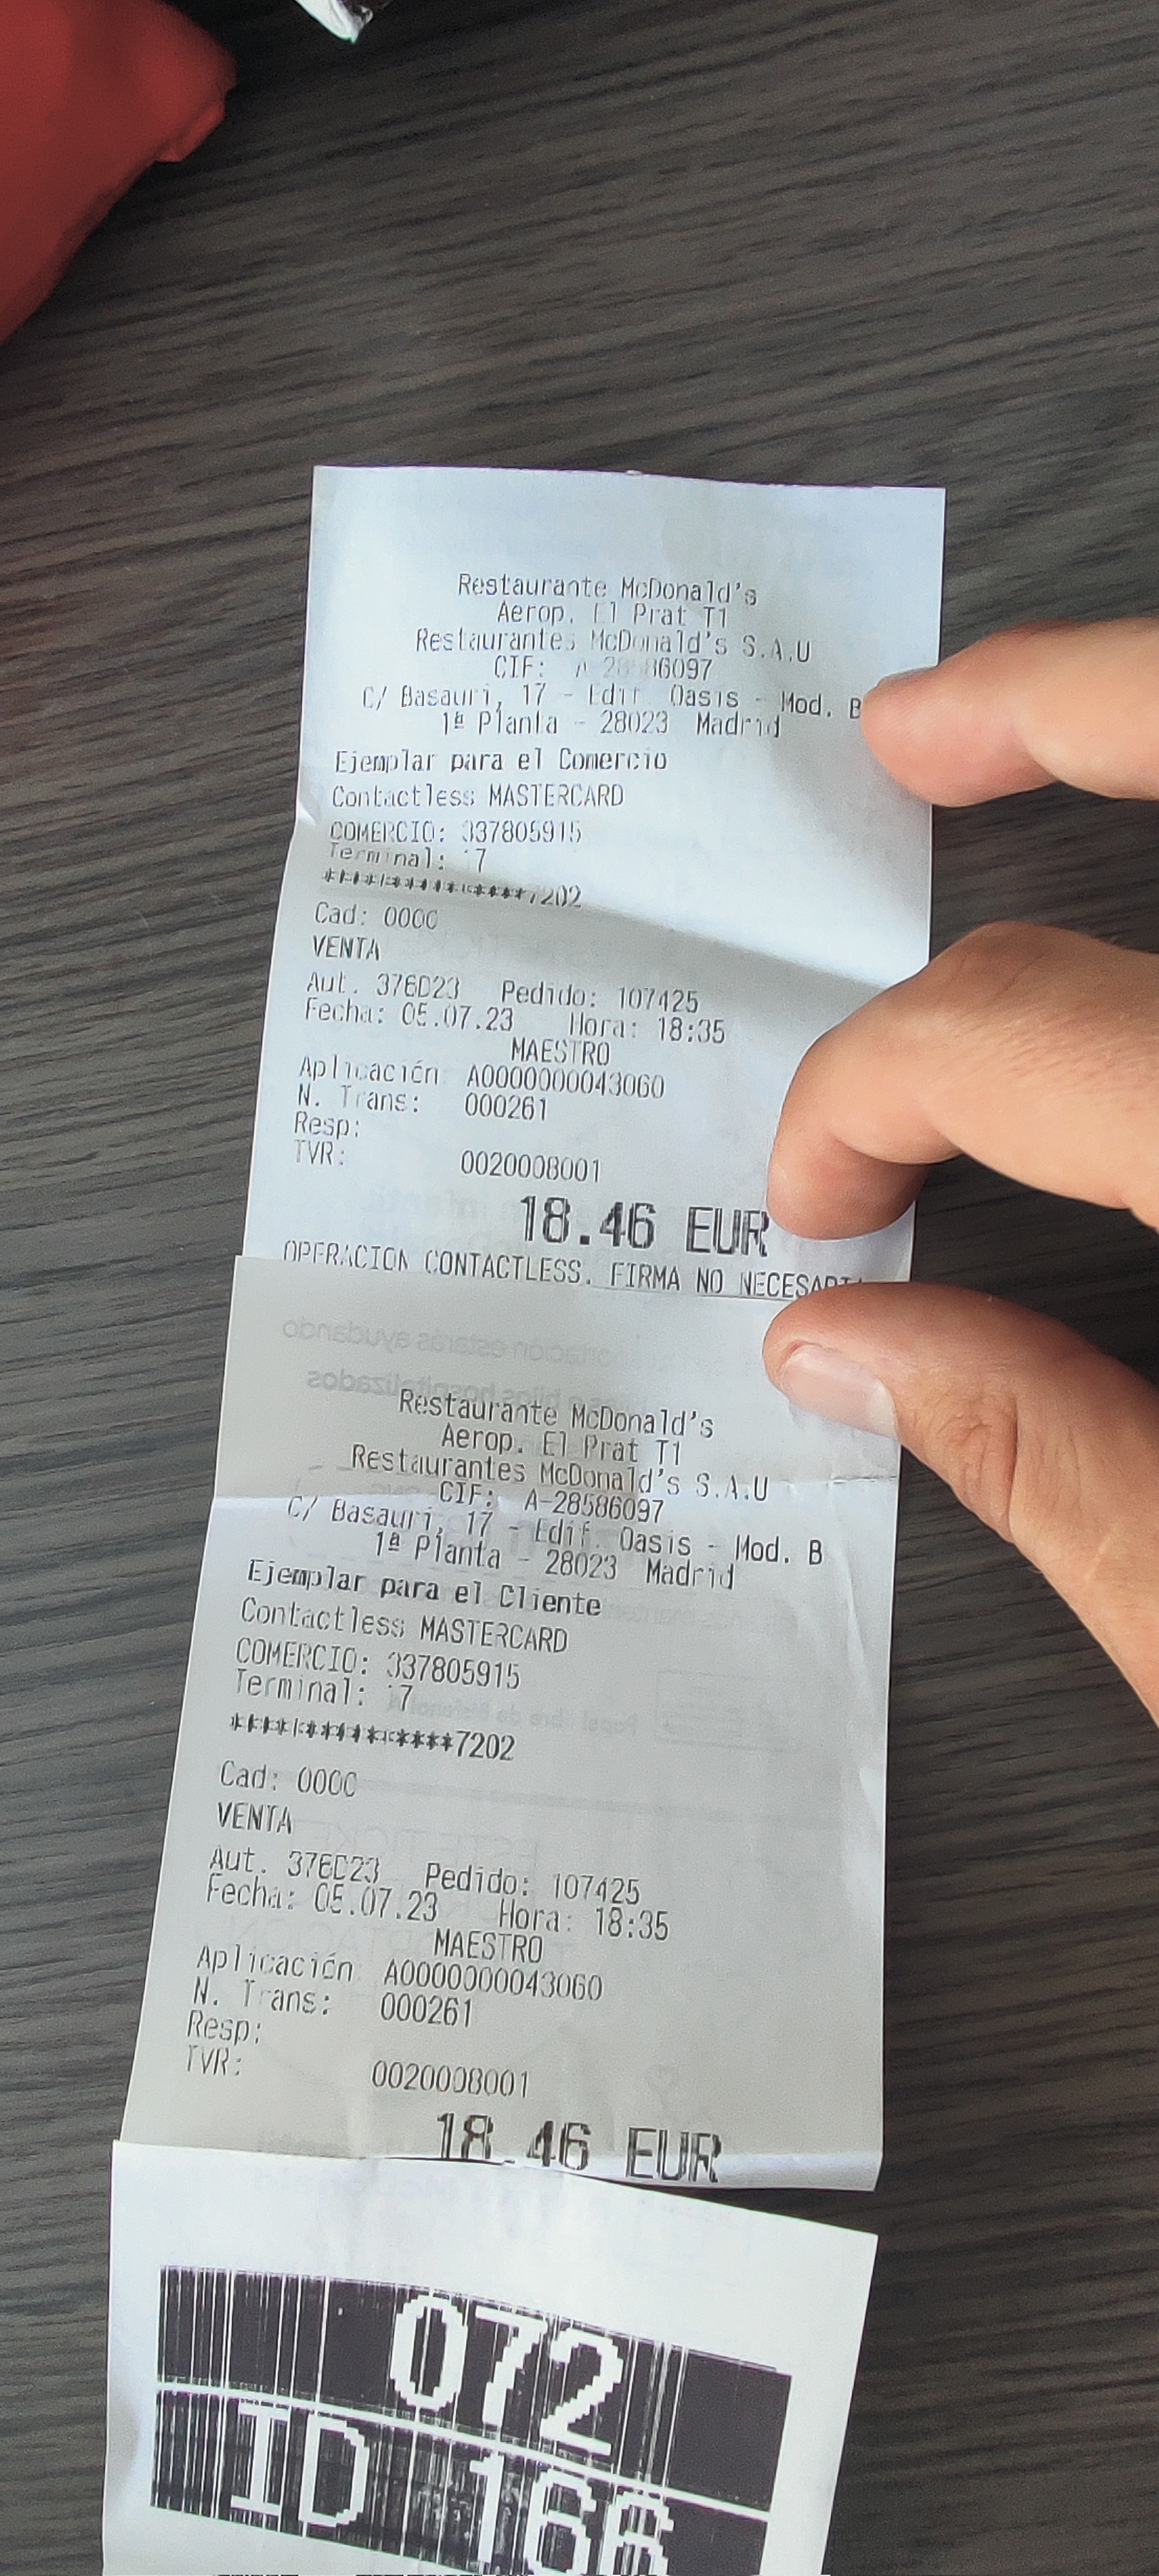 Restaurante McDonald's
Aerop. El Prat T1
Restaurantes McDonald's S.A.U
CIF: A-28586097
C/ Basauri, 17 - Edif. Oasis - Mod. B
1ª Planta - 28023 Madrid
Ejemplar para el Comercio
Contactless MASTERCARD
COMERCIO: 337805915
Terminal: 17
****************7202
Cad: 0000
VENTA
Aut. 376D23 Pedido: 107425
Fecha: 05.07.23 Hora: 18:35
MAESTRO
Aplicación A0000000043060
N. Trans: 000261
Resp:
TVR: 0020008001
18.46 EUR
OPERACION CONTACTLESS. FIRMA NO NECESARIA
Restaurante McDonald's
Aerop. El Prat T1
Restaurantes McDonald's S.A.U
CIF: A-28586097
C/ Basauri, 17 - Edif. Oasis - Mod. B
1ª Planta - 28023 Madrid
Ejemplar para el Cliente
Contactless MASTERCARD
COMERCIO: 337805915
Terminal: 17
****************7202
Cad: 0000
VENTA
Aut. 376D23 Pedido: 107425
Fecha: 05.07.23 Hora: 18:35
MAESTRO
Aplicación A0000000043060
N. Trans: 000261
Resp:
TVR: 0020008001
18.46 EUR
072
ID